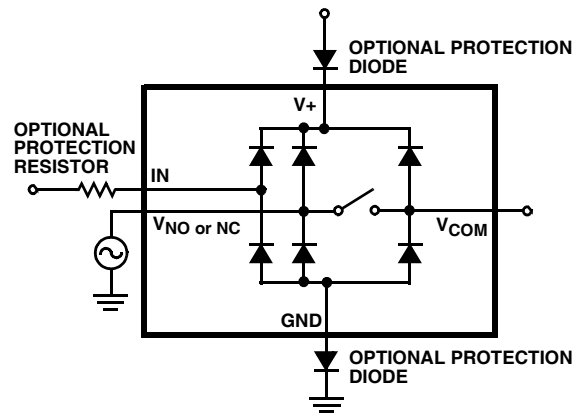 OPTIONAL PROTECTION
DIODE
V+
OPTIONAL
PROTECTION
RESISTOR
IN
VNO or NC
VCOM
GND
OPTIONAL PROTECTION
DIODE